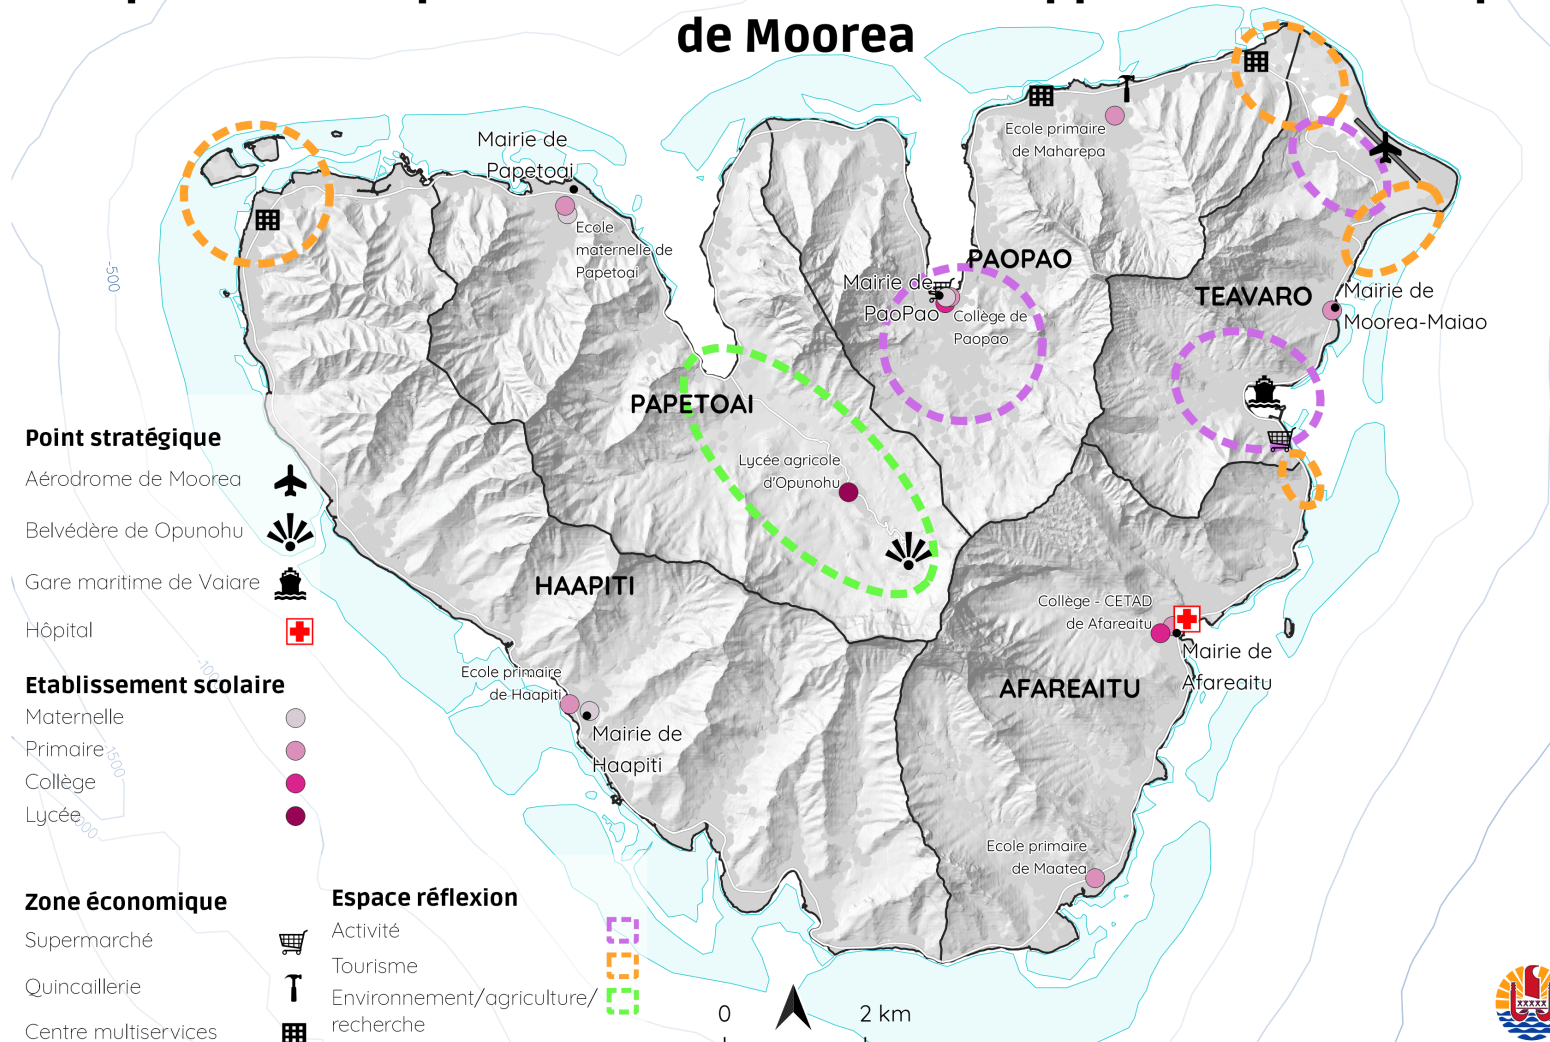 de Moorea
Mairie de
Papetoai
Ecole
maternelle de
Papetoai
Ecole primaire
de Maharepa
PAOPAO
Mairie de
PaoPao
Collège de
Paopao
TEAVARO
Mairie de
Moorea-Maiao
-500
PAPETOAI
Lycée agricole
d'Opunohu
HAAPITI
Collège - CETAD
de Afareaitu
Mairie de
Afareaitu
AFAREAITU
Ecole primaire
de Haapiti
Mairie de
Haapiti
Ecole primaire
de Maatea
Point stratégique
Aérodrome de Moorea
Belvédère de Opunohu
Gare maritime de Vaiare
Hôpital
Etablissement scolaire
Maternelle
Primaire
Collège
Lycée
Zone économique
Supermarché
Quincaillerie
Centre multiservices
Espace réflexion
Activité
Tourisme
Environnement/agriculture/
recherche
0 2 km